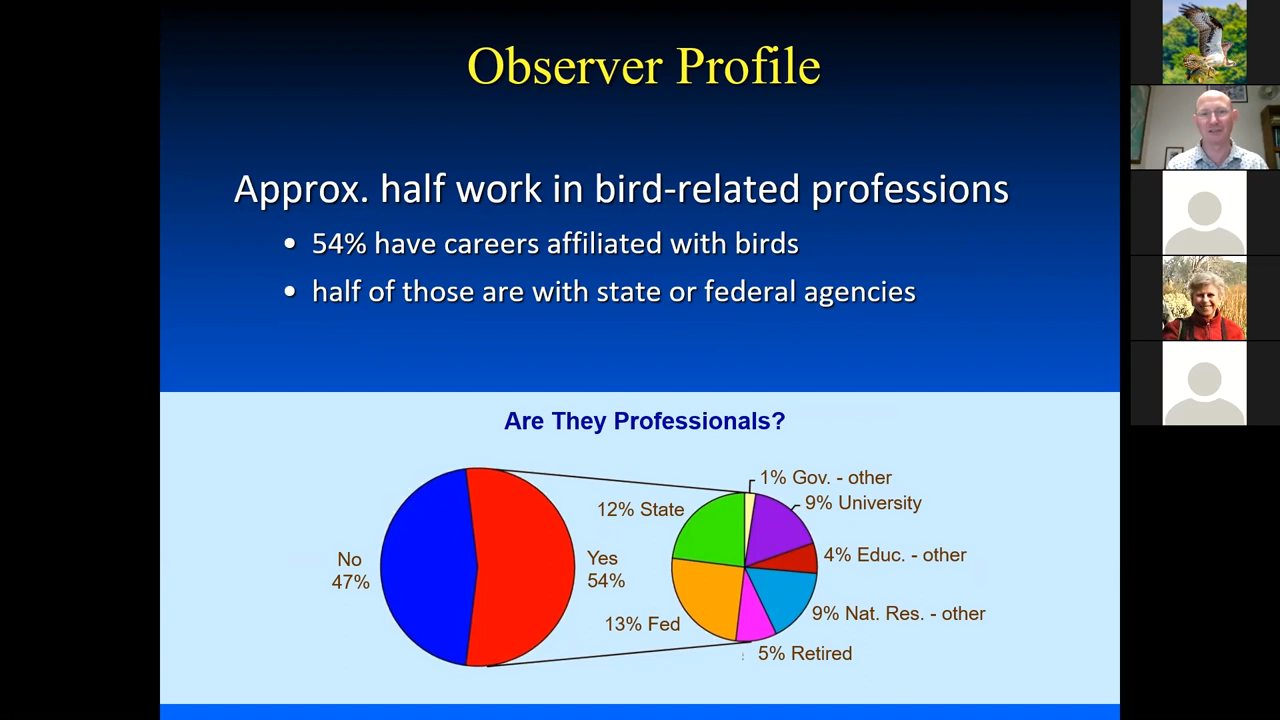 Observer Profile
Approx. half work in bird-related professions
• 54% have careers affiliated with birds
• half of those are with state or federal agencies
Are They Professionals?
No
47%
Yes
54%
12% State
1% Gov. - other
9% University
4% Educ. - other
9% Nat. Res. - other
13% Fed
5% Retired